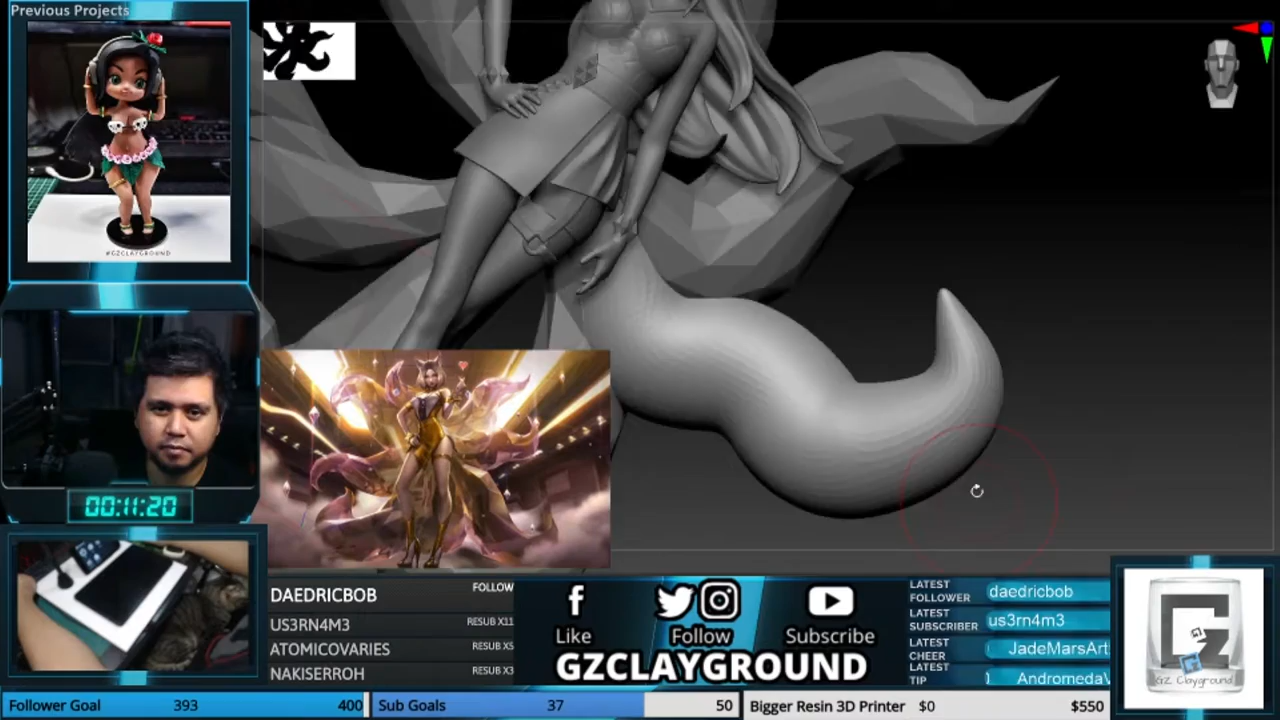 Previous Projects
#GZCLAYGROUND
00:11:20
DAEDRICBOB FOLLOW
US3RN4M3 RESUB X11
ATOMICOVARIES RESUB X5
NAKISERROH RESUB X3
Like
Follow
Subscribe
GZCLAYGROUND
LATEST FOLLOWER daedricbob
LATEST SUBSCRIBER us3rn4m3
LATEST CHEER JadeMarsArt
LATEST TIP Andromeda
GZ
GZ Clayground
Follower Goal 393 400
Sub Goals 37 50
Bigger Resin 3D Printer $0 $550